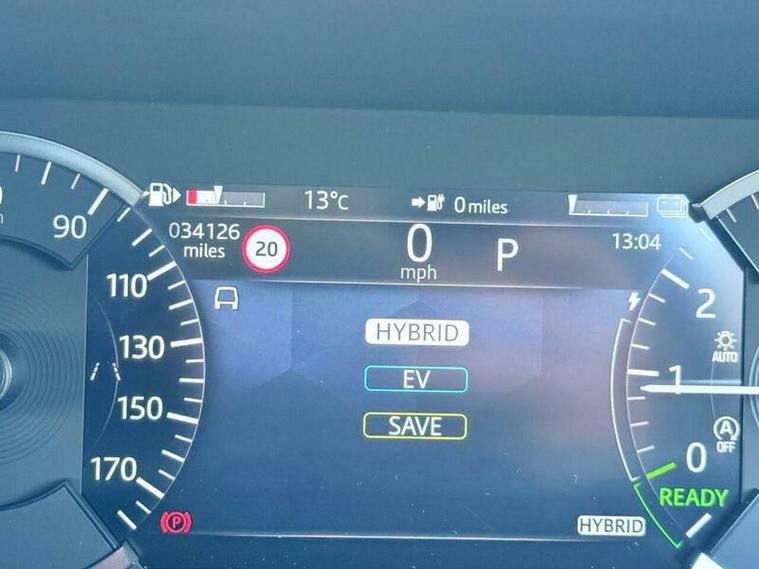 13°C
0 miles
034126
miles
20
0
mph
P
13:04
90
110
130
150
170
HYBRID
EV
SAVE
2
AUTO
1
A
OFF
0
READY
P
HYBRID